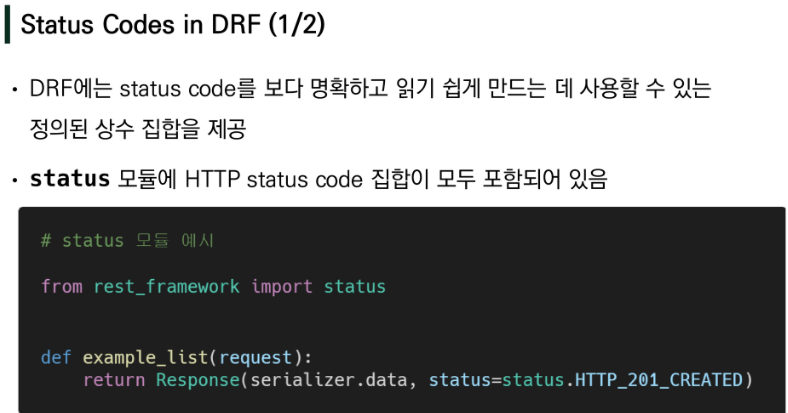 Status Codes in DRF (1/2)
• DRF에는 status code를 보다 명확하고 읽기 쉽게 만드는 데 사용할 수 있는
정의된 상수 집합을 제공
• status 모듈에 HTTP status code 집합이 모두 포함되어 있음
# status 모듈 예시
from rest_framework import status
def example_list(request):
    return Response(serializer.data, status=status.HTTP_201_CREATED)